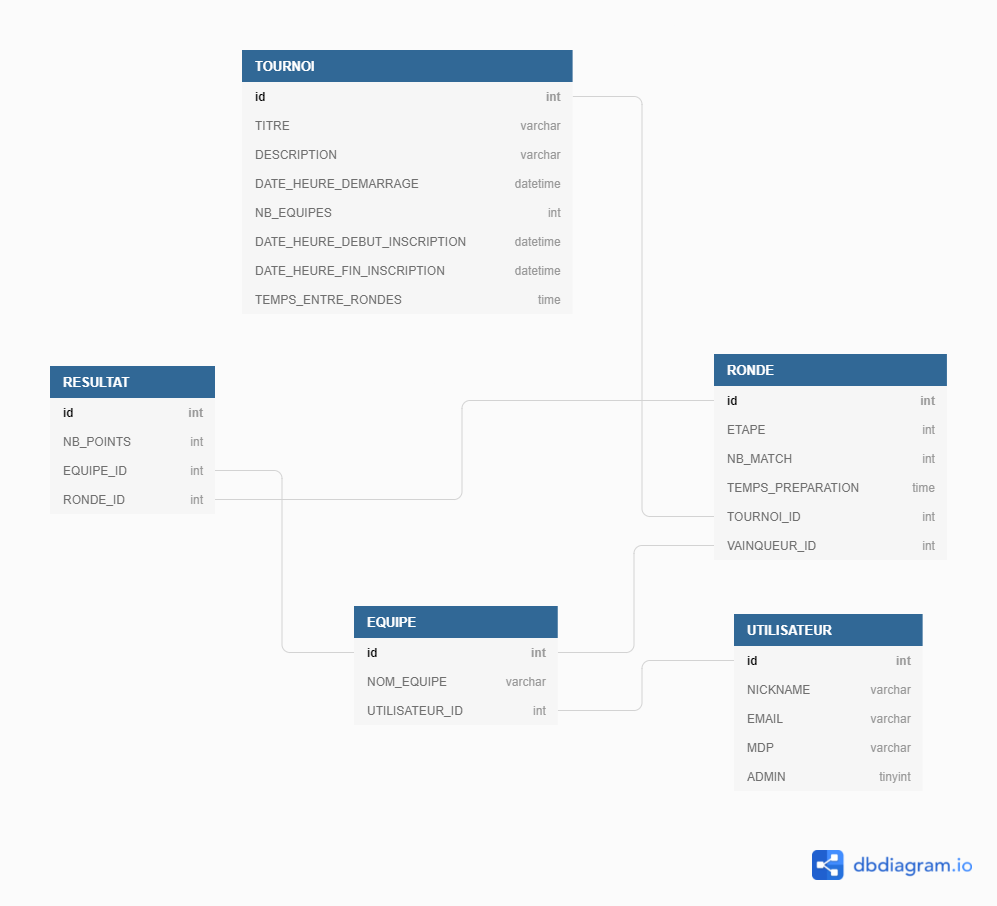 TOURNOI
id int
TITRE varchar
DESCRIPTION varchar
DATE_HEURE_DEMARRAGE datetime
NB_EQUIPES int
DATE_HEURE_DEBUT_INSCRIPTION datetime
DATE_HEURE_FIN_INSCRIPTION datetime
TEMPS_ENTRE_RONDES time
RESULTAT
id int
NB_POINTS int
EQUIPE_ID int
RONDE_ID int
RONDE
id int
ETAPE int
NB_MATCH int
TEMPS_PREPARATION time
TOURNOI_ID int
VAINQUEUR_ID int
EQUIPE
id int
NOM_EQUIPE varchar
UTILISATEUR_ID int
UTILISATEUR
id int
NICKNAME varchar
EMAIL varchar
MDP varchar
ADMIN tinyint
dbdiagram.io